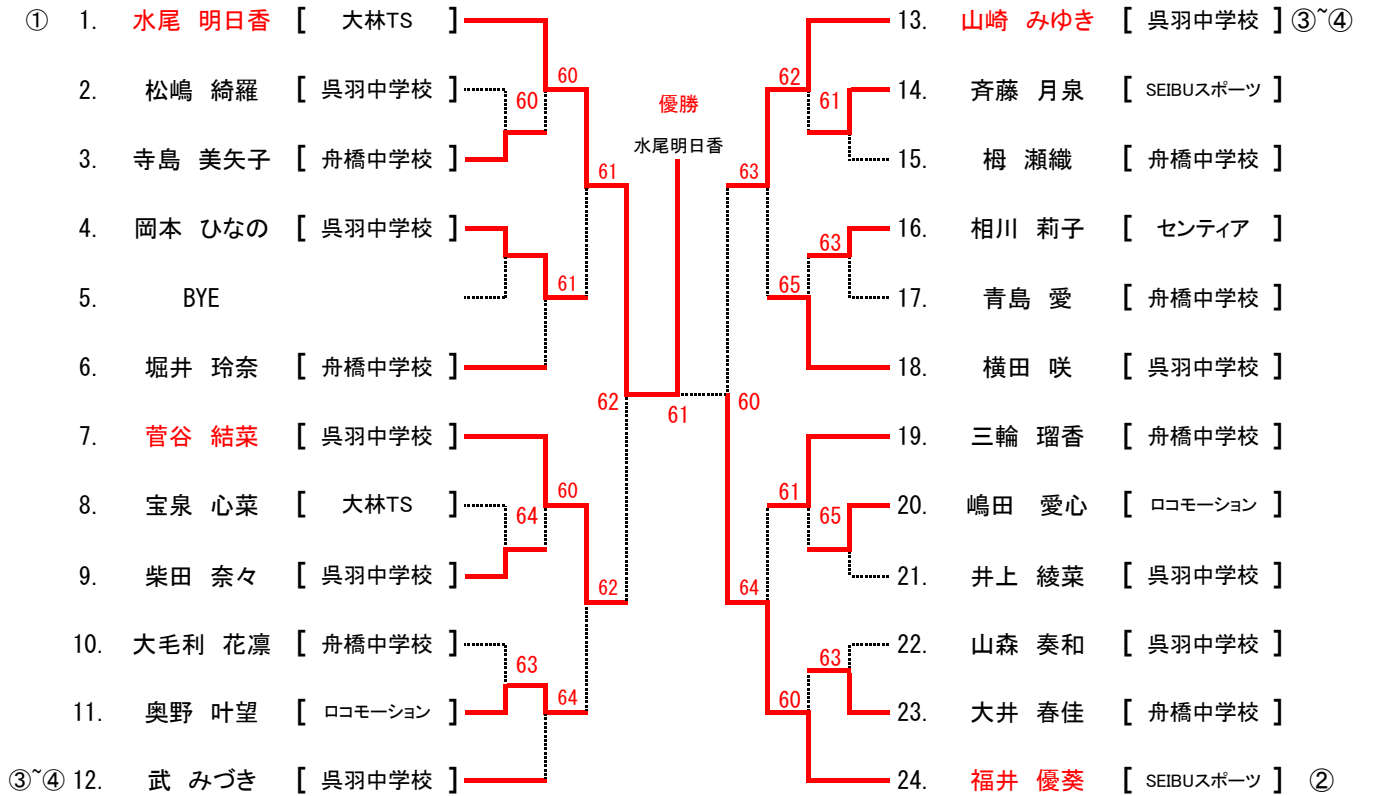 ① 1. 水尾 明日香 [ 大林TS ]
2. 松嶋 綺羅 [ 呉羽中学校 ]
3. 寺島 美矢子 [ 舟橋中学校 ]
4. 岡本 ひなの [ 呉羽中学校 ]
5. BYE
6. 堀井 玲奈 [ 舟橋中学校 ]
7. 菅谷 結菜 [ 呉羽中学校 ]
8. 宝泉 心菜 [ 大林TS ]
9. 柴田 奈々 [ 呉羽中学校 ]
10. 大毛利 花凛 [ 舟橋中学校 ]
11. 奥野 叶望 [ ロコモーション ]
③~④ 12. 武 みづき [ 呉羽中学校 ]
60
60
61
61
62
60
64
62
63
64
優勝
水尾明日香
61
62
61
63
63
65
60
61
65
64
63
60
13. 山崎 みゆき [ 呉羽中学校 ] ③~④
14. 斉藤 月泉 [ SEIBUスポーツ ]
15. 栂 瀬織 [ 舟橋中学校 ]
16. 相川 莉子 [ センティア ]
17. 青島 愛 [ 舟橋中学校 ]
18. 横田 咲 [ 呉羽中学校 ]
19. 三輪 瑠香 [ 舟橋中学校 ]
20. 嶋田 愛心 [ ロコモーション ]
21. 井上 綾菜 [ 呉羽中学校 ]
22. 山森 奏和 [ 呉羽中学校 ]
23. 大井 春佳 [ 舟橋中学校 ]
24. 福井 優葵 [ SEIBUスポーツ ] ②